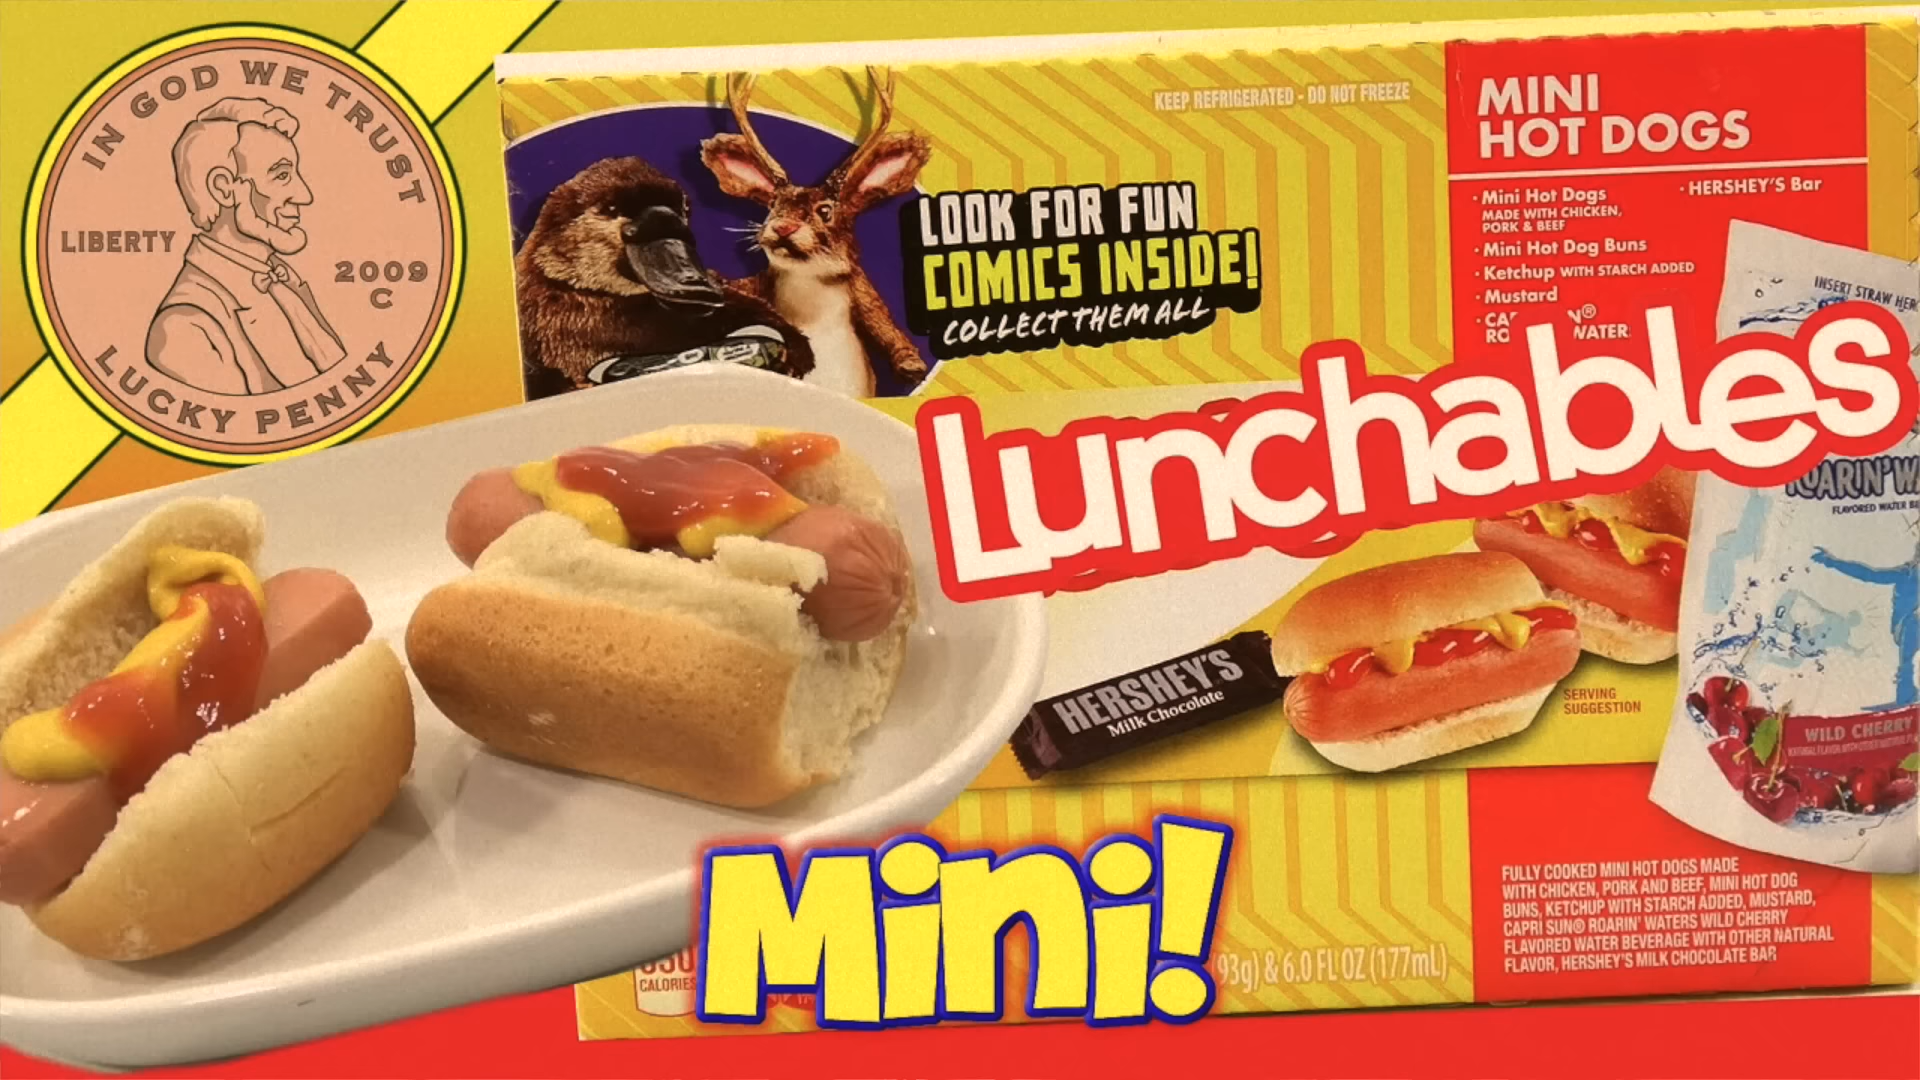 IN GOD WE TRUST
LIBERTY
2009
C
LUCKY PENNY
KEEP REFRIGERATED - DO NOT FREEZE
LOOK FOR FUN
COMICS INSIDE!
COLLECT THEM ALL
MINI
HOT DOGS
· Mini Hot Dogs
MADE WITH CHICKEN,
PORK & BEEF
· Mini Hot Dog Buns
· Ketchup WITH STARCH ADDED
· Mustard
· HERSHEY'S Bar
INSERT STRAW
Lunchables
FLAVORED WATER
HERSHEY'S
Milk Chocolate
SERVING
SUGGESTION
WILD CHERRY
Mini!
CALORIES
93g) & 6.0 FL OZ (177mL)
FULLY COOKED MINI HOT DOGS MADE
WITH CHICKEN, PORK AND BEEF, MINI HOT DOG
BUNS, KETCHUP WITH STARCH ADDED, MUSTARD,
CAPRI SUN® ROARIN' WATERS WILD CHERRY
FLAVORED WATER BEVERAGE WITH OTHER NATURAL
FLAVOR, HERSHEY'S MILK CHOCOLATE BAR